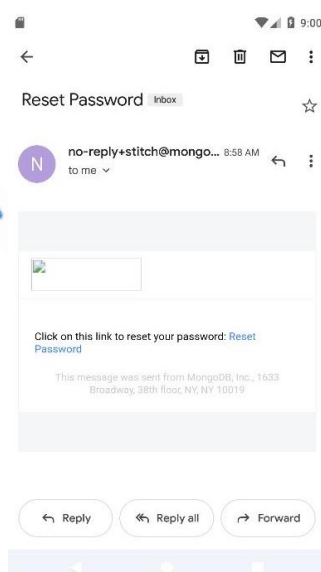 9:00
Reset Password Inbox
N
no-reply+stitch@mongo... 8:58 AM
to me
Click on this link to reset your password: Reset
Password
This message was sent from MongoDB, Inc., 1633
Broadway, 38th floor, NY, NY 10019
Reply Reply all Forward